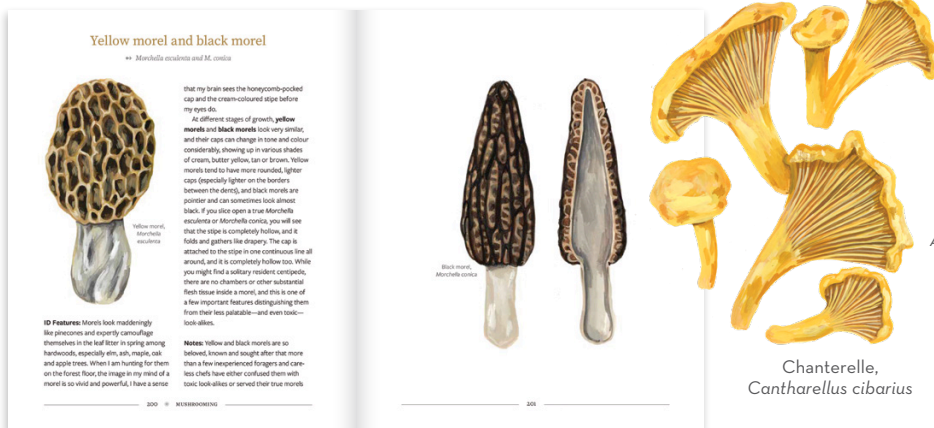 Yellow morel and black morel
Morchella esculenta and M. conica
Yellow morel,
Morchella
esculenta
ID Features: Morels look maddeningly
like pinecones and expertly camouflage
themselves in the leaf litter in spring among
hardwoods, especially elm, ash, maple, oak
and apple trees. When I am hunting for them
on the forest floor, the image in my mind of a
morel is so vivid and powerful, I have a sense
that my brain sees the honeycomb-pocked
cap and the cream-coloured stipe before
my eyes do.
At different stages of growth, yellow
morels and black morels look very similar,
and their caps can change in tone and colour
considerably, showing up in various shades
of cream, butter yellow, tan or brown. Yellow
morels tend to have more rounded, lighter
caps (especially lighter on the borders
between the dents), and black morels are
pointier and can sometimes look almost
black. If you slice open a true Morchella
esculenta or Morchella conica, you will see
that the stipe is completely hollow, and it
folds and gathers like drapery. The cap is
attached to the stipe in one continuous line all
around, and it is completely hollow too. While
you might find a solitary resident centipede,
there are no chambers or other substantial
flesh tissue inside a morel, and this is one of
a few important features distinguishing them
from their less palatable—and even toxic—
look-alikes.
Notes: Yellow and black morels are so
beloved, known and sought after that more
than a few inexperienced foragers and care-
less chefs have either confused them with
toxic look-alikes or served their true morels
200 MUSHROOMING
Black morel,
Morchella conica
201
Chanterelle,
Cantharellus cibarius
A